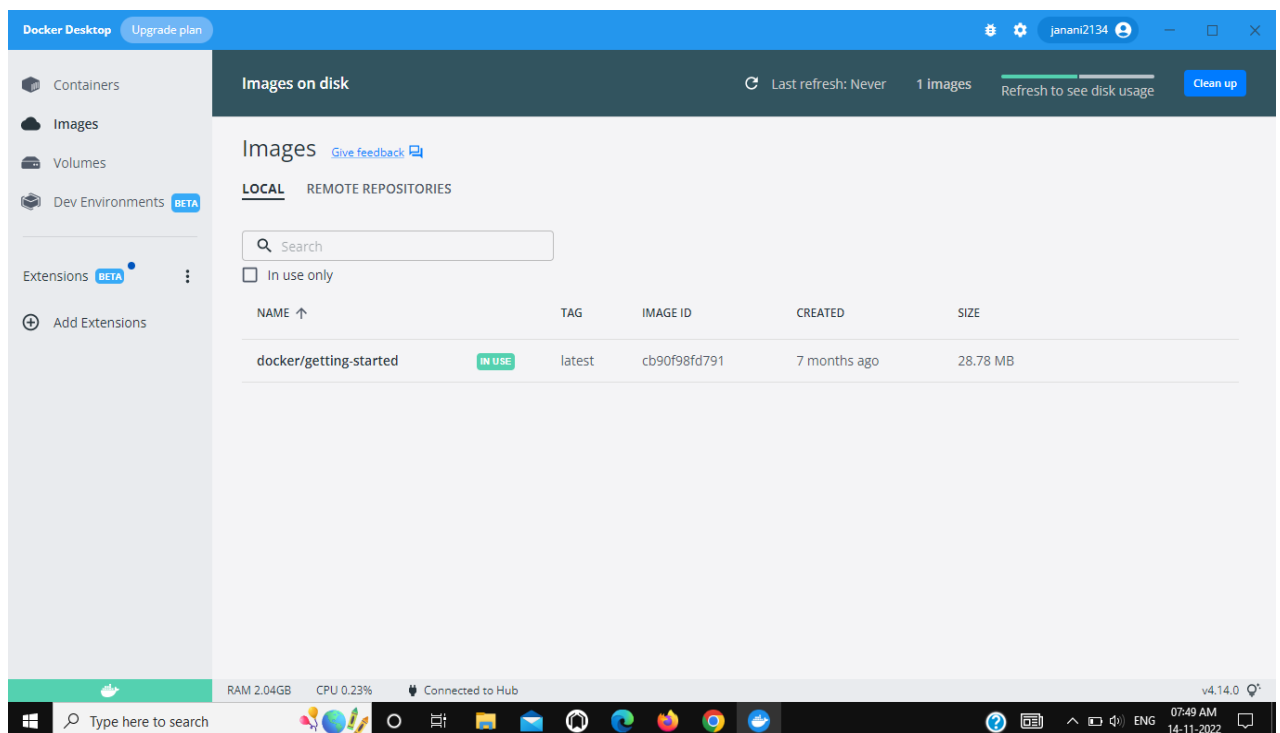 Docker Desktop Upgrade plan janani2134
Containers
Images
Volumes
Dev Environments BETA
Extensions BETA
Add Extensions
Images on disk Last refresh: Never 1 images Refresh to see disk usage Clean up
Images Give feedback
LOCAL REMOTE REPOSITORIES
Search
In use only
NAME TAG IMAGE ID CREATED SIZE
docker/getting-started IN USE latest cb90f98fd791 7 months ago 28.78 MB
RAM 2.04GB CPU 0.23% Connected to Hub v4.14.0
Type here to search ENG 07:49 AM
14-11-2022